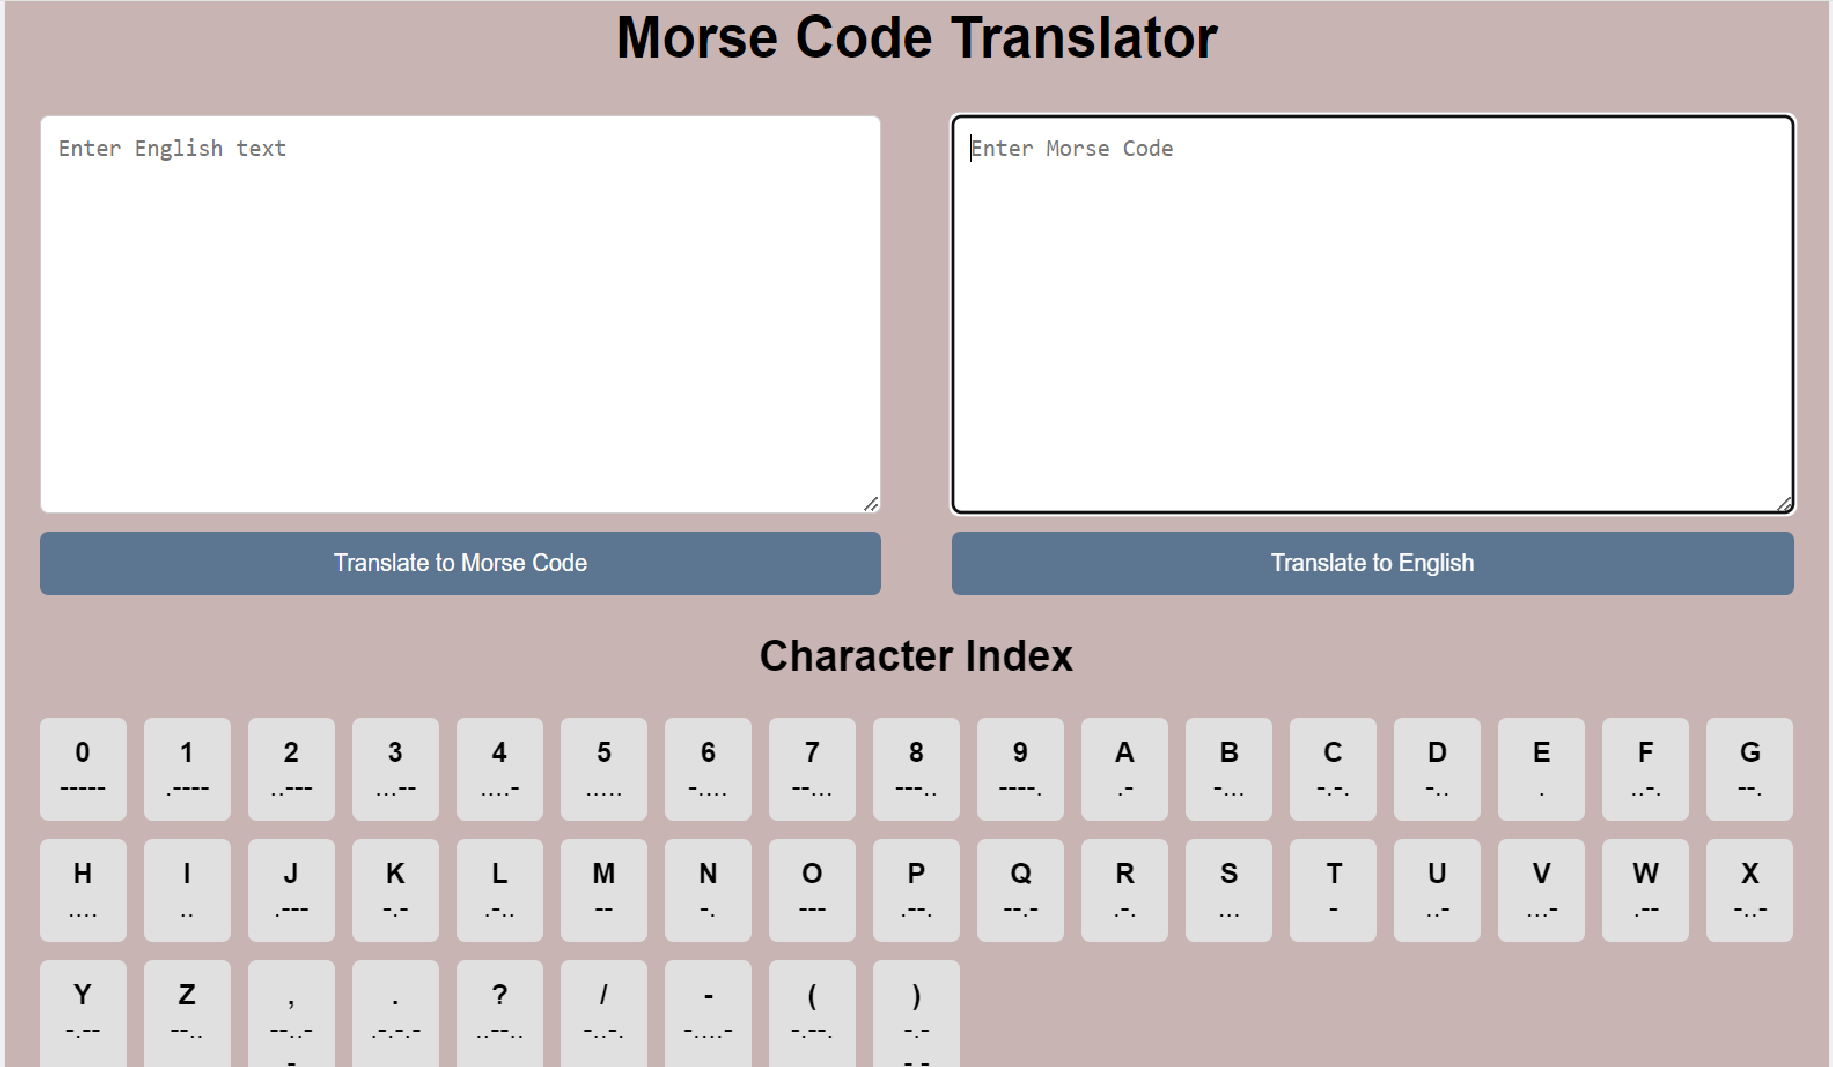 Morse Code Translator
Enter English text
Enter Morse Code
Translate to Morse Code
Translate to English
Character Index
0 1 2 3 4 5 6 7 8 9 A B C D E F G
----- .---- ..--- ...-- ....- ..... -.... --... ---.. ----. .- -... -.-. -.. . ..-. --.
H I J K L M N O P Q R S T U V W X
.... .. .--- -.- .-.. -- -. --- .--. --.- .-. ... - ..- ...- .-- -..-
Y Z , . ? / - ( )
-.-- --.. --..- .-.-.- ..--.. -..-. -....- -.--. -.-
- -.-